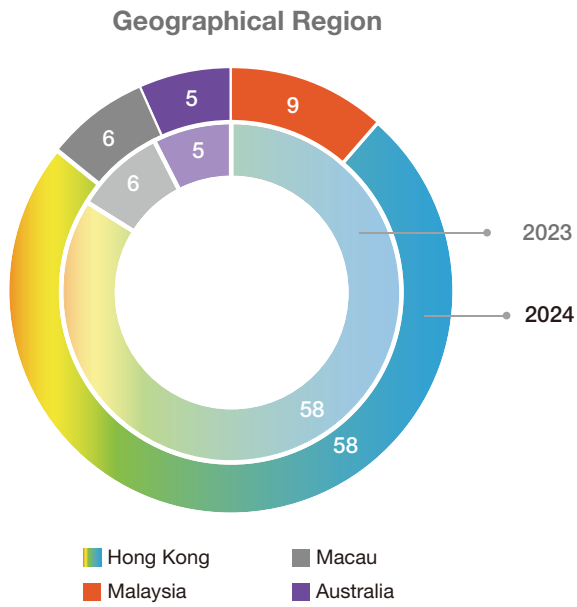 Geographical Region
5
9
6
5
6
2023
2024
58
58
Hong Kong
Macau
Malaysia
Australia